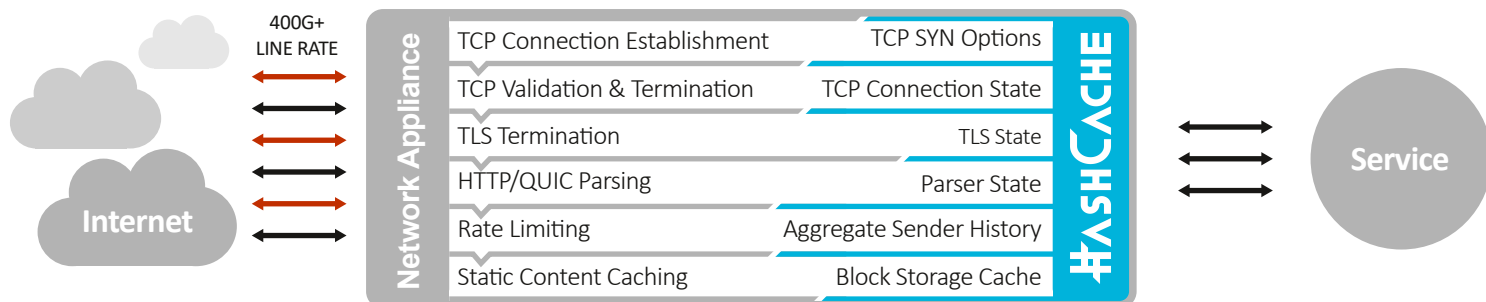 400G+
LINE RATE
Internet
Network Appliance
TCP Connection Establishment
TCP SYN Options
TCP Validation & Termination
TCP Connection State
TLS Termination
TLS State
HTTP/QUIC Parsing
Parser State
Rate Limiting
Aggregate Sender History
Static Content Caching
Block Storage Cache
HASHCACHE
Service